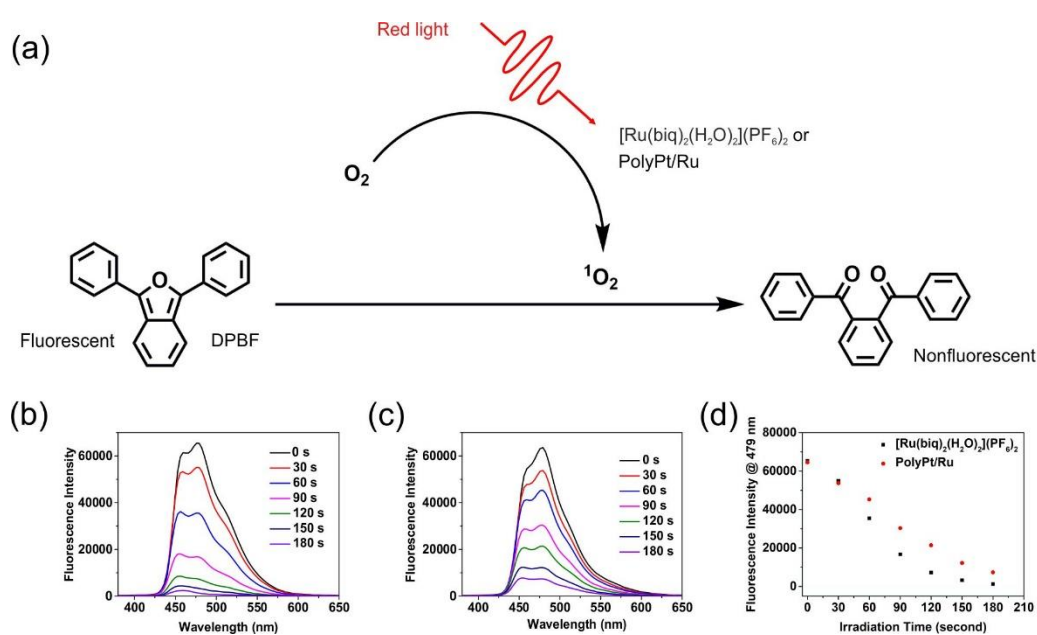 (a)
Red light
[Ru(biq)₂(H₂O)₂](PF₆)₂ or
PolyPt/Ru
O₂
¹O₂
O
Fluorescent
DPBF
O
O
Nonfluorescent
(b)
Fluorescence Intensity
60000
40000
20000
0
400
450
500
550
600
650
Wavelength (nm)
0 s
30 s
60 s
90 s
120 s
150 s
180 s
(c)
Fluorescence Intensity
60000
40000
20000
0
400
450
500
550
600
650
Wavelength (nm)
0 s
30 s
60 s
90 s
120 s
150 s
180 s
(d)
Fluorescence Intensity @ 479 nm
80000
60000
40000
20000
0
0
30
60
90
120
150
180
210
Irradiation Time (second)
[Ru(biq)₂(H₂O)₂](PF₆)₂
PolyPt/Ru